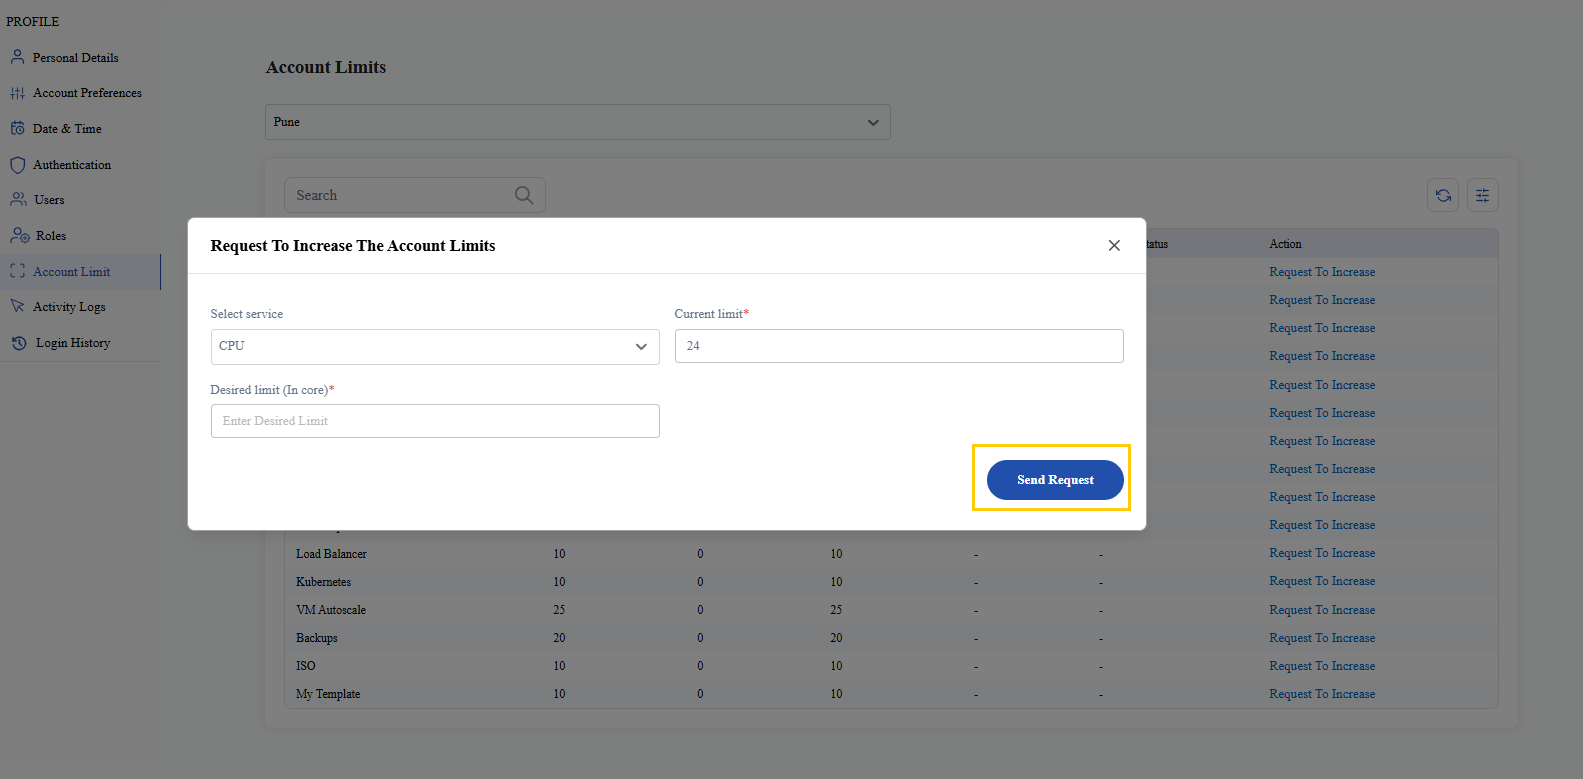 PROFILE
Personal Details
Account Preferences
Date & Time
Authentication
Users
Roles
Account Limit
Activity Logs
Login History
Account Limits
Pune
Search
Action
Request To Increase
Request To Increase
Request To Increase
Request To Increase
Request To Increase
Request To Increase
Request To Increase
Request To Increase
Request To Increase
Request To Increase
Request To Increase The Account Limits
Select service
Current limit*
CPU
24
Desired limit (In core)*
Enter Desired Limit
Send Request
Load Balancer 10 0 10 - - Request To Increase
Kubernetes 10 0 10 - - Request To Increase
VM Autoscale 25 0 25 - - Request To Increase
Backups 20 0 20 - - Request To Increase
ISO 10 0 10 - - Request To Increase
My Template 10 0 10 - - Request To Increase